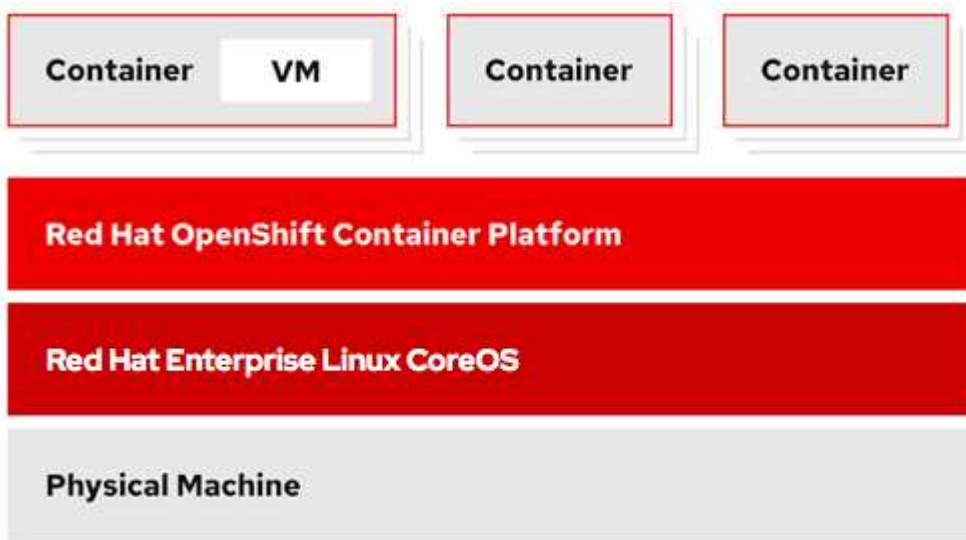 Container VM Container Container
Red Hat OpenShift Container Platform
Red Hat Enterprise Linux CoreOS
Physical Machine